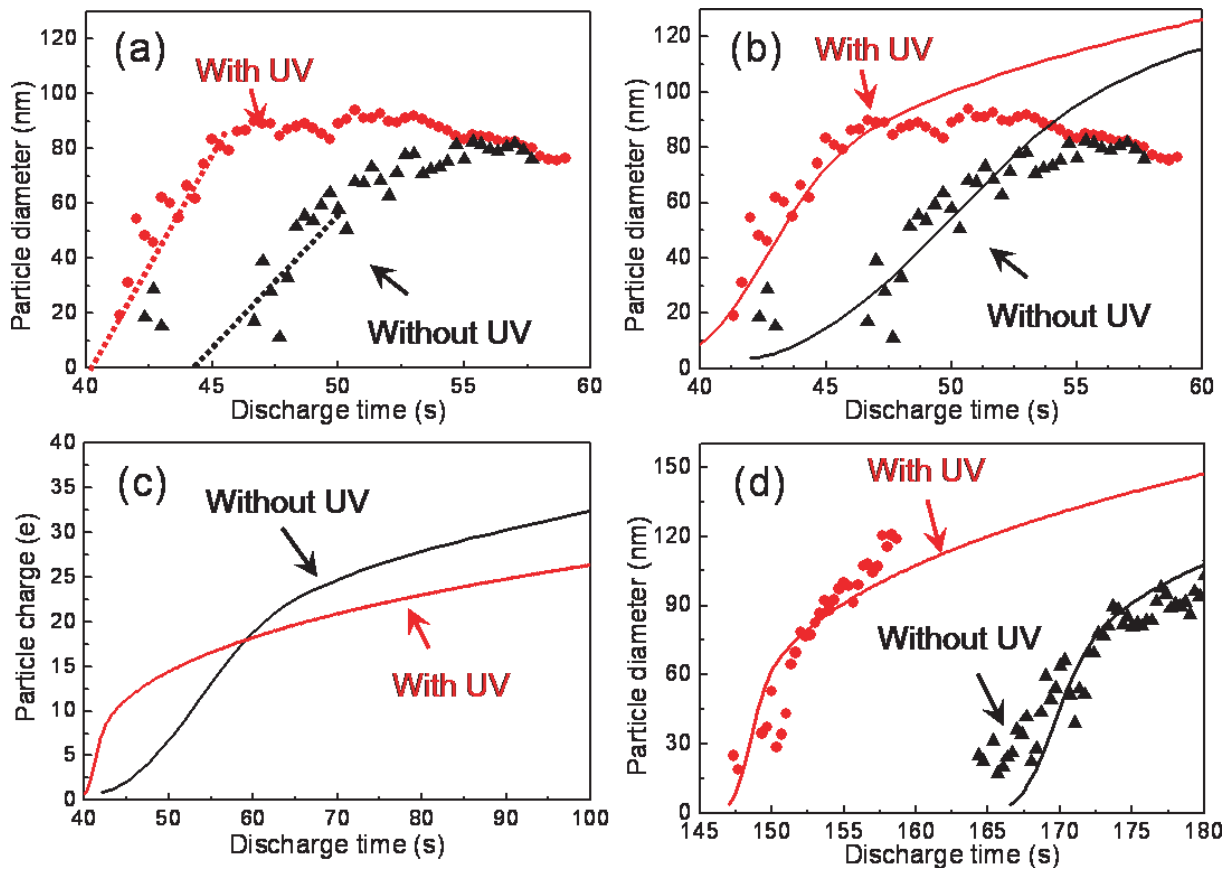 (a)
With UV
Without UV
Particle diameter (nm)
120
100
80
60
40
20
0
40 45 50 55 60
Discharge time (s)
(b)
With UV
Without UV
Particle diameter (nm)
120
100
80
60
40
20
0
40 45 50 55 60
Discharge time (s)
(c)
Without UV
With UV
Particle charge (e)
40
35
30
25
20
15
10
5
0
40 50 60 70 80 90 100
Discharge time (s)
(d)
With UV
Without UV
Particle diameter (nm)
150
120
90
60
30
0
145 150 155 160 165 170 175 180
Discharge time (s)